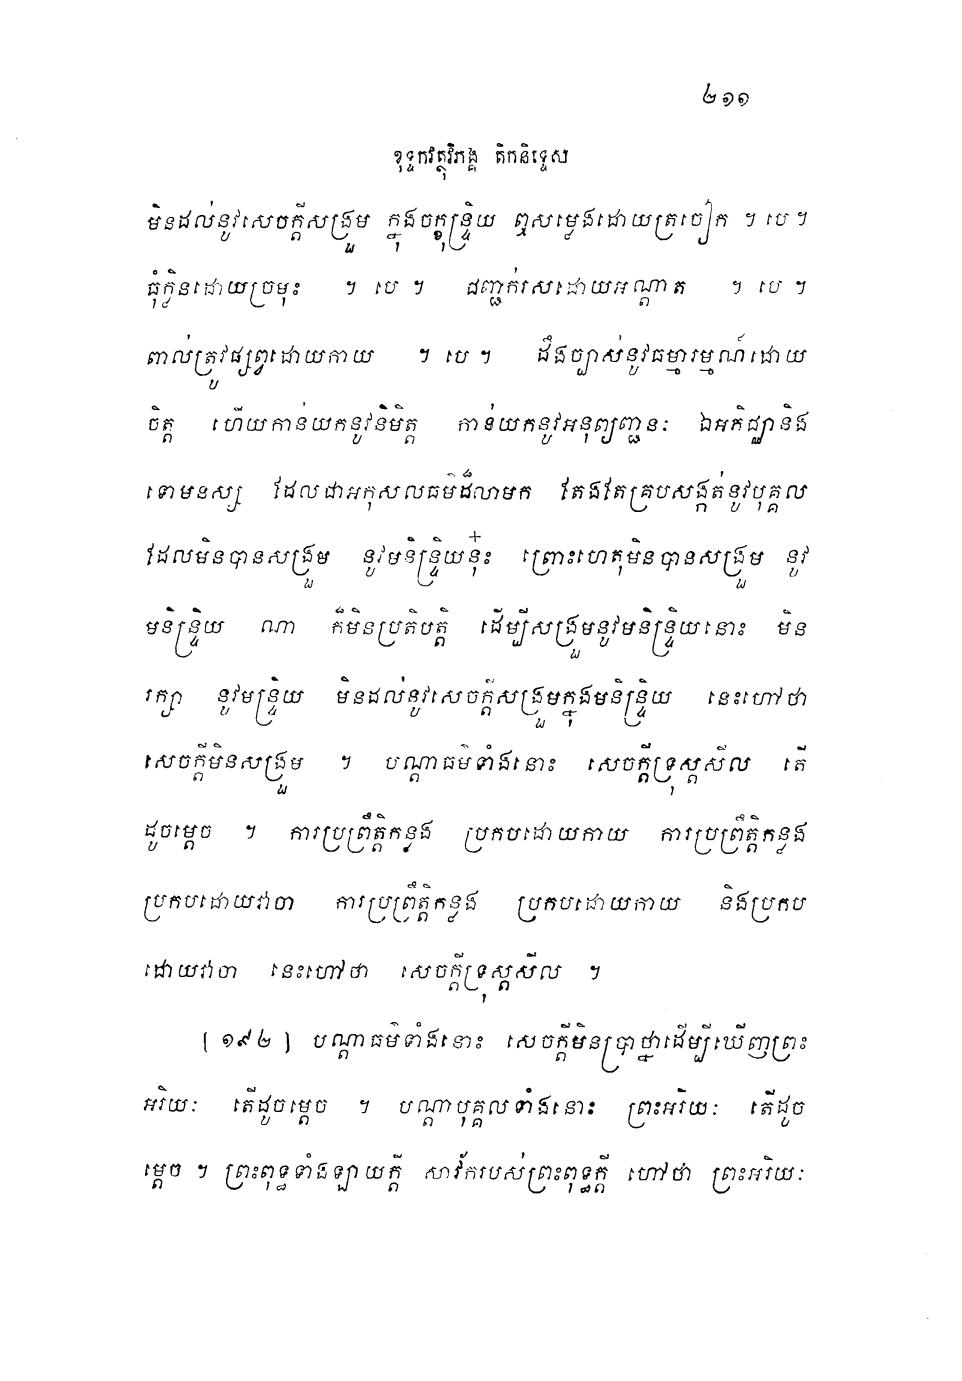 ២១១
ខុទ្ទកវត្ថុវិភង្គ តិកនិទ្ទេស
មិនដល់នូវសេចក្តីសង្រួម ក្នុងចក្ខុន្ទ្រិយ ឮសម្លេងដោយត្រចៀក ។ បេ ។
ធុំក្លិនដោយច្រមុះ ។ បេ ។ ជញ្ជក់រសដោយអណ្តាត ។ បេ ។
ពាល់ត្រូវផ្សព្វដោយកាយ ។ បេ ។ ដឹងច្បាស់នូវធម្មារម្មណ៍ដោយ
ចិត្ត ហើយកាន់យកនូវនិមិត្ត កាន់យកនូវអនុព្យញ្ជនៈ ឯអភិជ្ឈានិង
ទោមនស្ស ដែលជាអកុសលធម៌ដ៏លាមក តែងតែគ្របសង្កត់នូវបុគ្គល
ដែលមិនបានសង្រួម នូវមនិន្ទ្រិយនុ៎ះ ព្រោះហេតុមិនបានសង្រួម នូវ
មនិន្ទ្រិយ ណា ក៏មិនប្រតិបត្តិ ដើម្បីសង្រួមនូវមនិន្ទ្រិយនោះ មិន
រក្សា នូវមន្ទ្រិយ មិនដល់នូវសេចក្តីសង្រួមក្នុងមនិន្ទ្រិយ នេះហៅថា
សេចក្តីមិនសង្រួម ។ បណ្តាធម៌ទាំងនោះ សេចក្តីទ្រុស្តសីល តើ
ដូចម្តេច ។ ការប្រព្រឹត្តិកន្លង ប្រកបដោយកាយ ការប្រព្រឹត្តិកន្លង
ប្រកបដោយវាចា ការប្រព្រឹត្តិកន្លង ប្រកបដោយកាយ និងប្រកប
ដោយវាចា នេះហៅថា សេចក្តីទ្រុស្តសីល ។
[ ១៩៤ ] បណ្តាធម៌ទាំងនោះ សេចក្តីមិនប្រាថ្នាដើម្បីឃើញព្រះ
អរិយៈ តើដូចម្តេច ។ បណ្តាបុគ្គលទាំងនោះ ព្រះអរិយៈ តើដូច
ម្តេច ។ ព្រះពុទ្ធទាំងឡាយក្តី សាវ័ករបស់ព្រះពុទ្ធក្តី ហៅថា ព្រះអរិយៈ